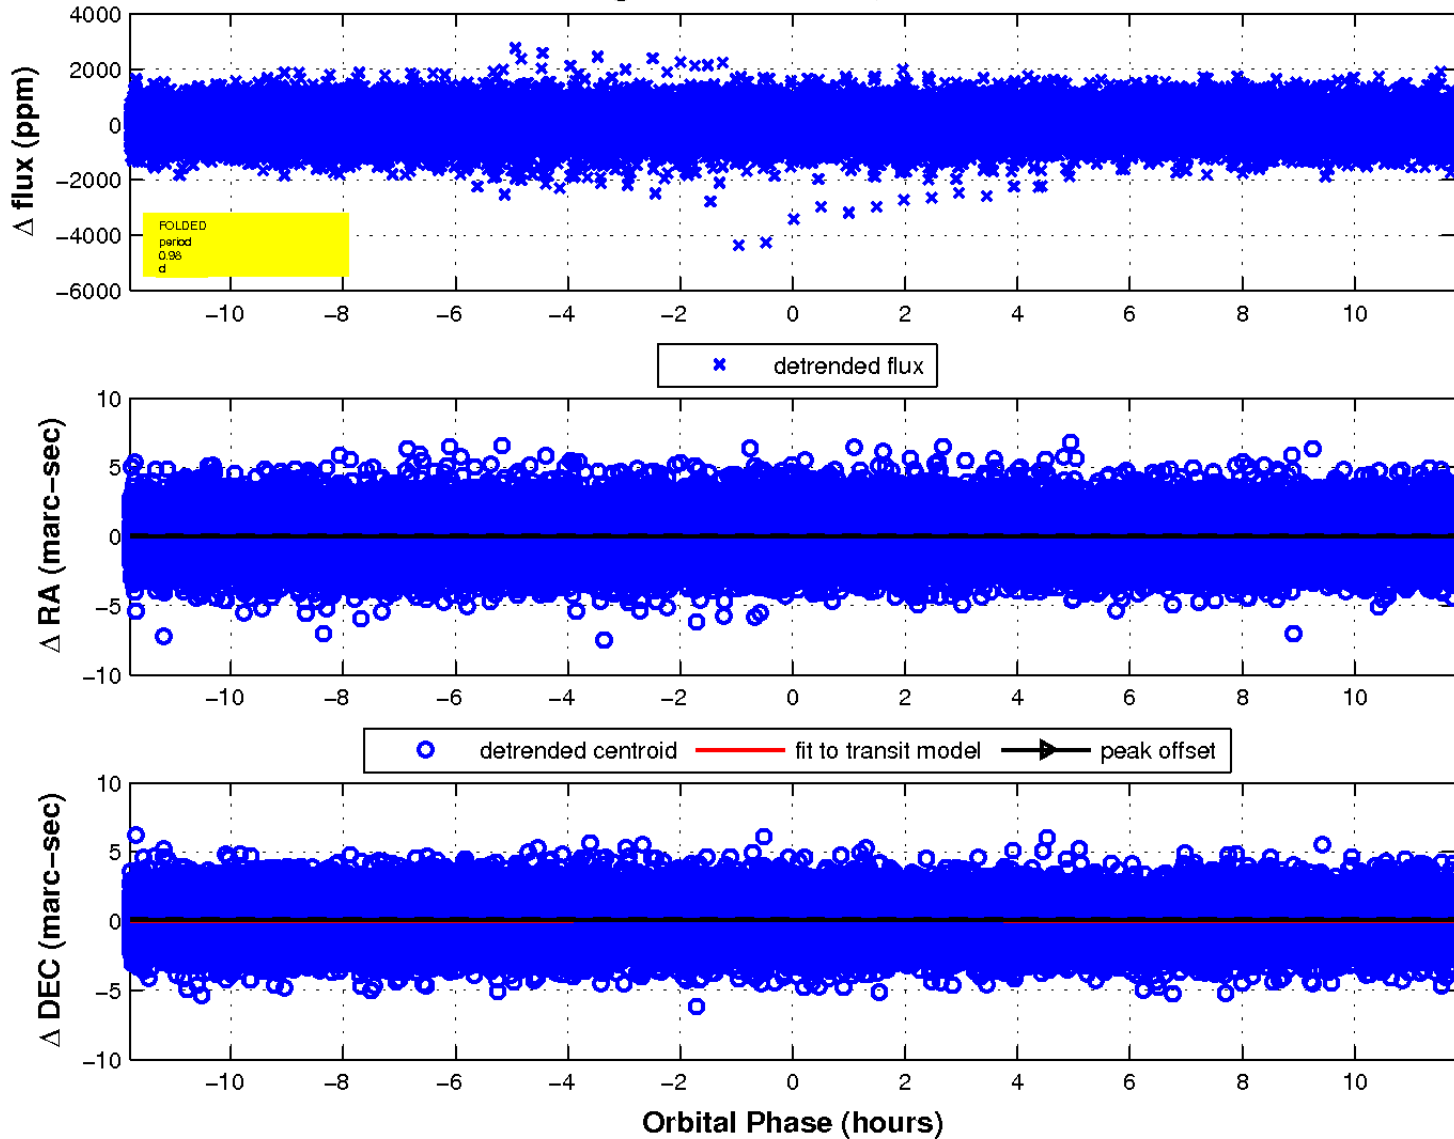 4000
2000
0
−2000
−4000
−6000
Δ flux (ppm)
FOLDED
period
0.98
d
−10 −8 −6 −4 −2 0 2 4 6 8 10
detrended flux
10
5
0
−5
−10
Δ RA (marc−sec)
−10 −8 −6 −4 −2 0 2 4 6 8 10
detrended centroid fit to transit model peak offset
10
5
0
−5
−10
Δ DEC (marc−sec)
−10 −8 −6 −4 −2 0 2 4 6 8 10
Orbital Phase (hours)